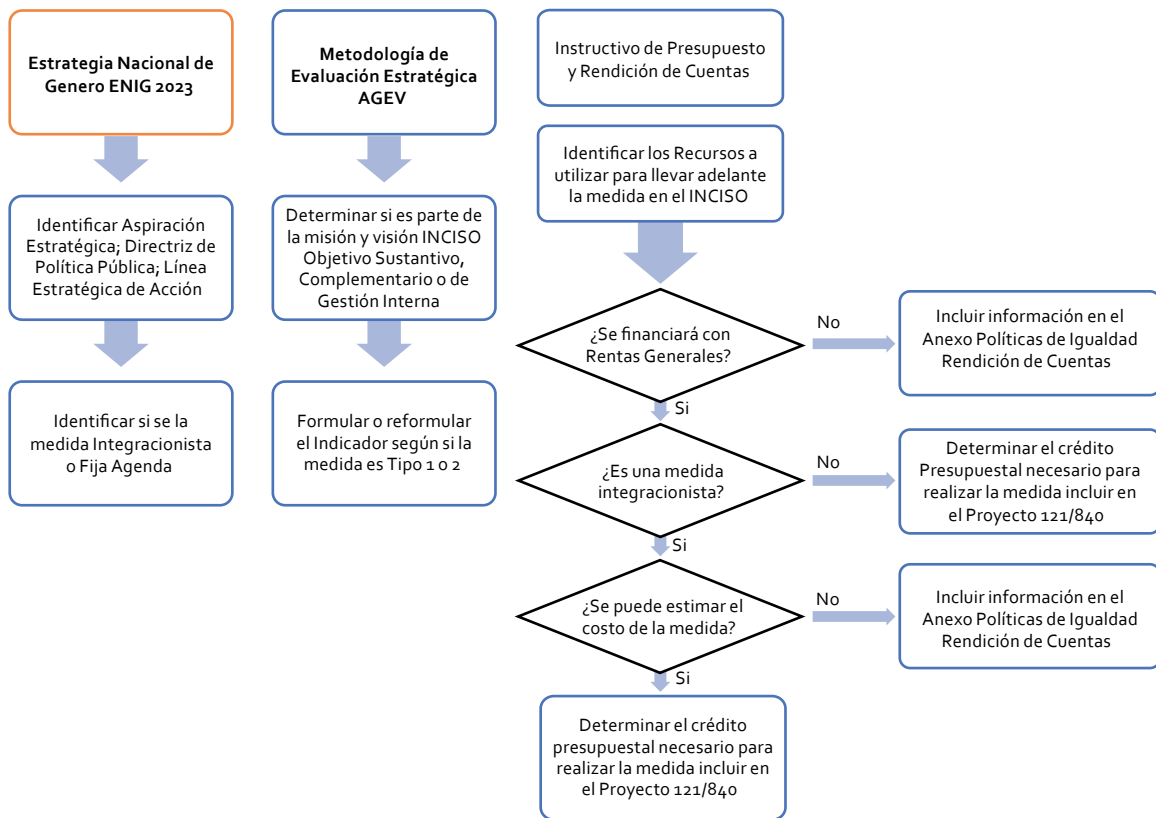 Estrategia Nacional de
Genero ENIG 2023
Identificar Aspiración
Estratégica; Directriz de
Política Pública; Línea
Estratégica de Acción
Identificar si se la
medida Integracionista
o Fija Agenda
Metodología de
Evaluación Estratégica
AGEV
Determinar si es parte de
la misión y visión INCISO
Objetivo Sustantivo,
Complementario o de
Gestión Interna
Formular o reformular
el Indicador según si la
medida es Tipo 1 o 2
Instructivo de Presupuesto
y Rendición de Cuentas
Identificar los Recursos a
utilizar para llevar adelante
la medida en el INCISO
¿Se financiará con
Rentas Generales?
No
Incluir información en el
Anexo Políticas de Igualdad
Rendición de Cuentas
Si
¿Es una medida
integracionista?
No
Determinar el crédito
Presupuestal necesario para
realizar la medida incluir en
el Proyecto 121/840
Si
¿Se puede estimar el
costo de la medida?
No
Incluir información en el
Anexo Políticas de Igualdad
Rendición de Cuentas
Si
Determinar el crédito
presupuestal necesario para
realizar la medida incluir en
el Proyecto 121/840